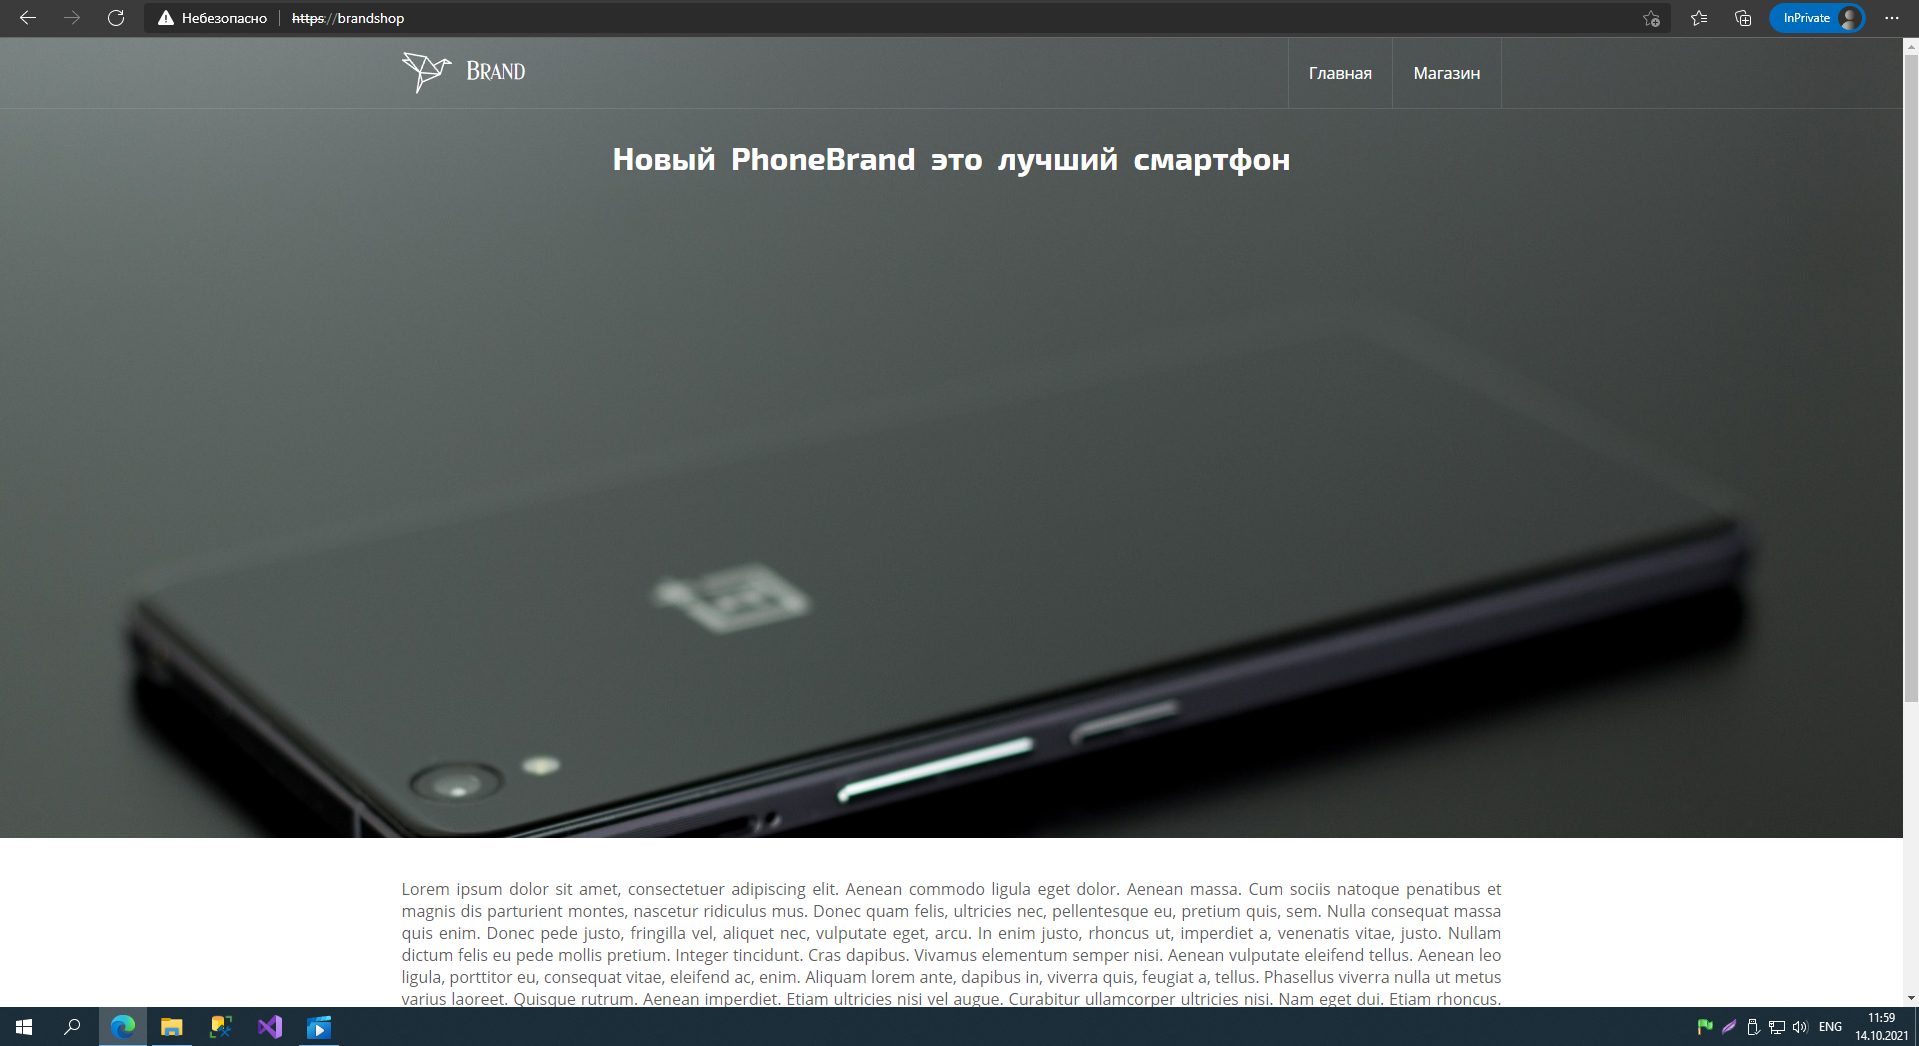 Небезопасно https://brandshop InPrivate
BRAND Главная Магазин
Новый PhoneBrand это лучший смартфон
Lorem ipsum dolor sit amet, consectetuer adipiscing elit. Aenean commodo ligula eget dolor. Aenean massa. Cum sociis natoque penatibus et
magnis dis parturient montes, nascetur ridiculus mus. Donec quam felis, ultricies nec, pellentesque eu, pretium quis, sem. Nulla consequat massa
quis enim. Donec pede justo, fringilla vel, aliquet nec, vulputate eget, arcu. In enim justo, rhoncus ut, imperdiet a, venenatis vitae, justo. Nullam
dictum felis eu pede mollis pretium. Integer tincidunt. Cras dapibus. Vivamus elementum semper nisi. Aenean vulputate eleifend tellus. Aenean leo
ligula, porttitor eu, consequat vitae, eleifend ac, enim. Aliquam lorem ante, dapibus in, viverra quis, feugiat a, tellus. Phasellus viverra nulla ut metus
varius laoreet. Quisque rutrum. Aenean imperdiet. Etiam ultricies nisi vel augue. Curabitur ullamcorper ultricies nisi. Nam eget dui. Etiam rhoncus.
ENG
11:59
14.10.2021